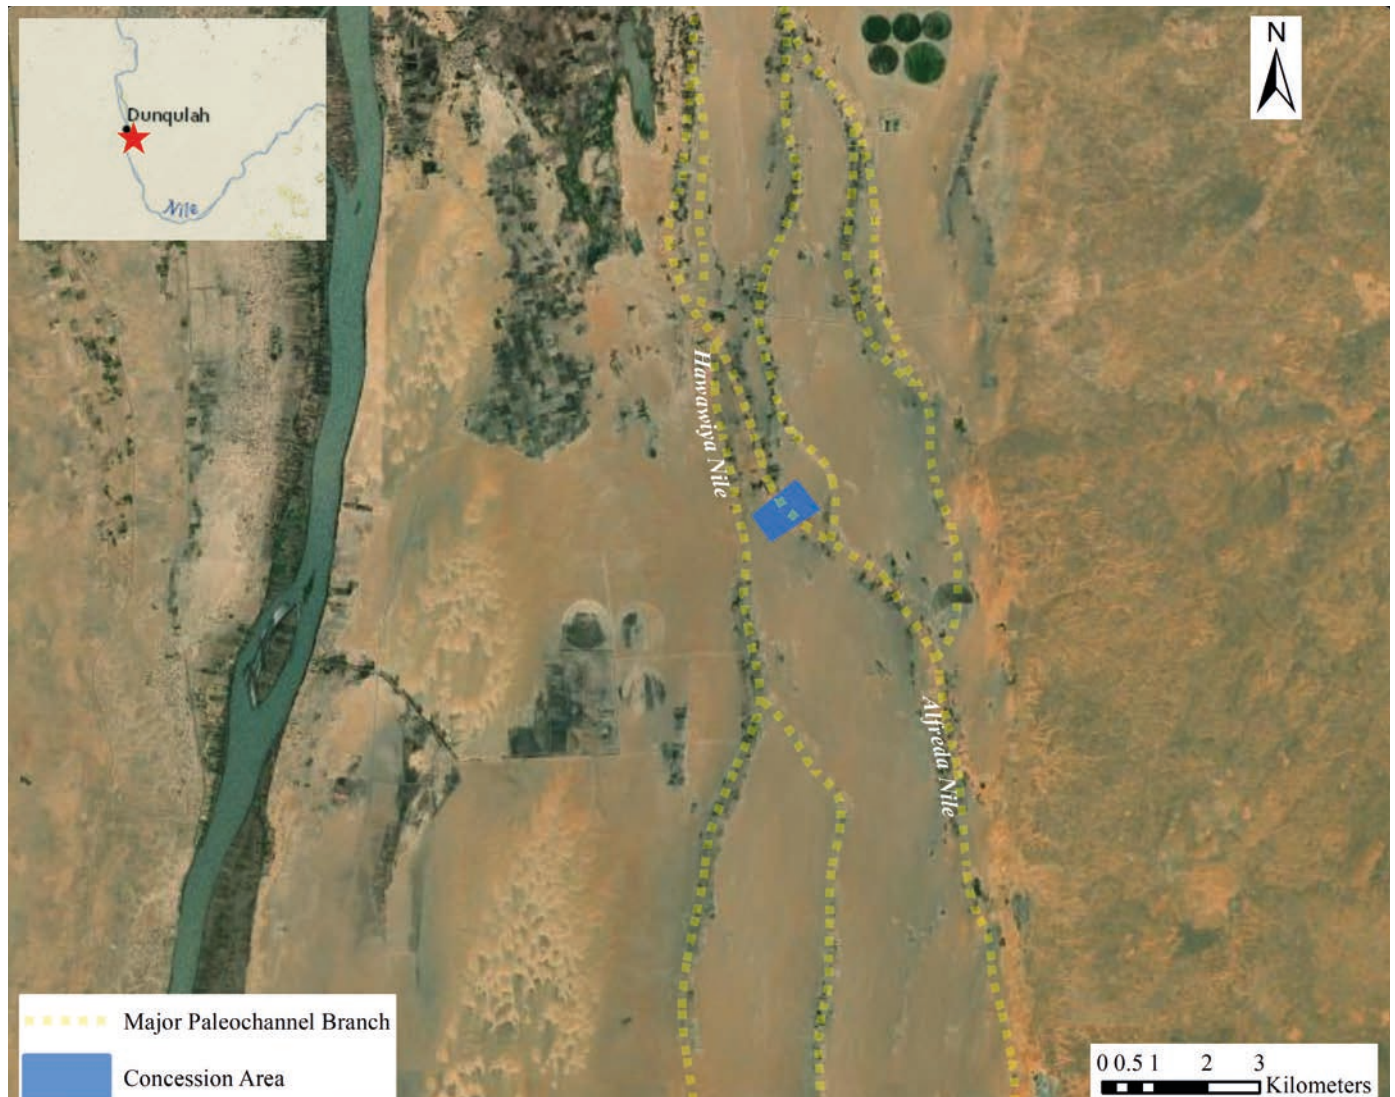 Dunqulah
Nile
N
Hawawiya Nile
Alfreda Nile
Major Paleochannel Branch
Concession Area
0 0.5 1 2 3
Kilometers